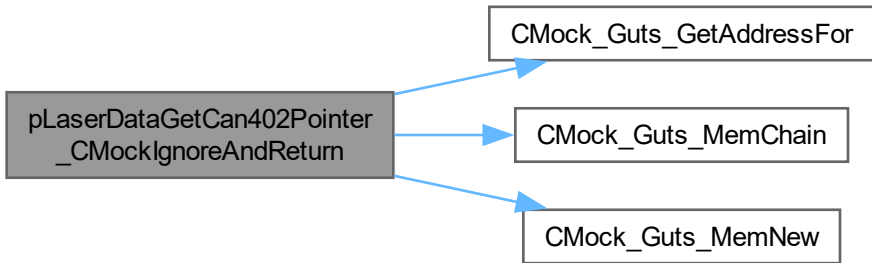 pLaserDataGetCan402Pointer
_CMockIgnoreAndReturn
CMock_Guts_GetAddressFor
CMock_Guts_MemChain
CMock_Guts_MemNew